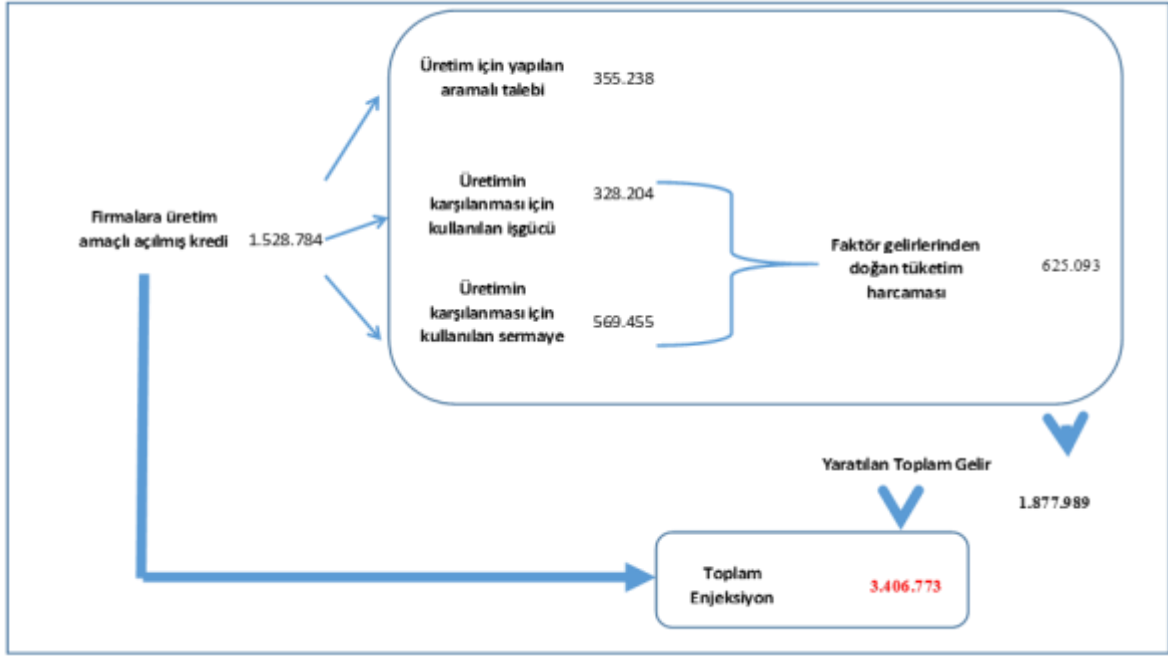 Üretim için yapılan
aramalı talebi
355.238
Üretimin
karşılanması için
kullanılan işgücü
328.204
Firmalara üretim
amaçlı açılmış kredi
1.528.784
Faktör gelirlerinden
doğan tüketim
harcaması
625.093
Üretimin
karşılanması için
kullanılan sermaye
569.455
Yaratılan Toplam Gelir
1.877.989
Toplam
Enjeksiyon
3.406.773